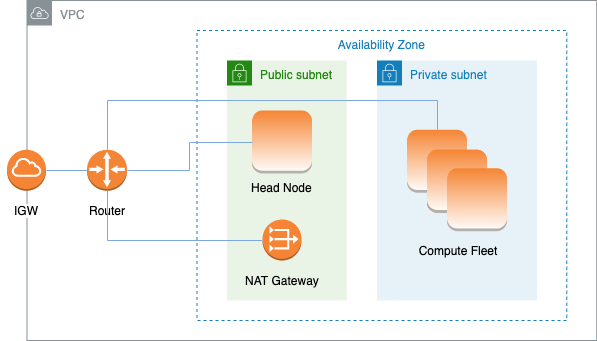 VPC
Availability Zone
Public subnet
Private subnet
Head Node
IGW
Router
Compute Fleet
NAT Gateway